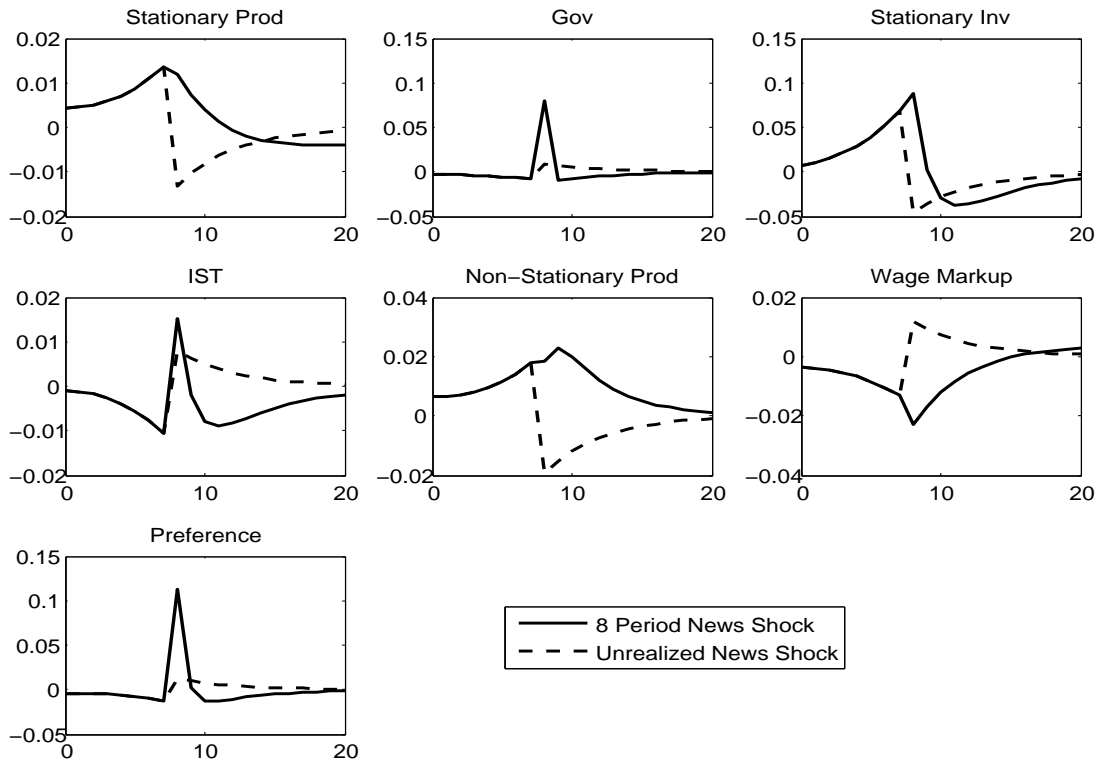 Stationary Prod
0.02
0.01
0
−0.01
−0.02
0 10 20
Gov
0.15
0.1
0.05
0
−0.05
0 10 20
Stationary Inv
0.15
0.1
0.05
0
−0.05
0 10 20
IST
0.02
0.01
0
−0.01
−0.02
0 10 20
Non−Stationary Prod
0.04
0.02
0
−0.02
0 10 20
Wage Markup
0.02
0
−0.02
−0.04
0 10 20
Preference
0.15
0.1
0.05
0
−0.05
0 10 20
8 Period News Shock
Unrealized News Shock